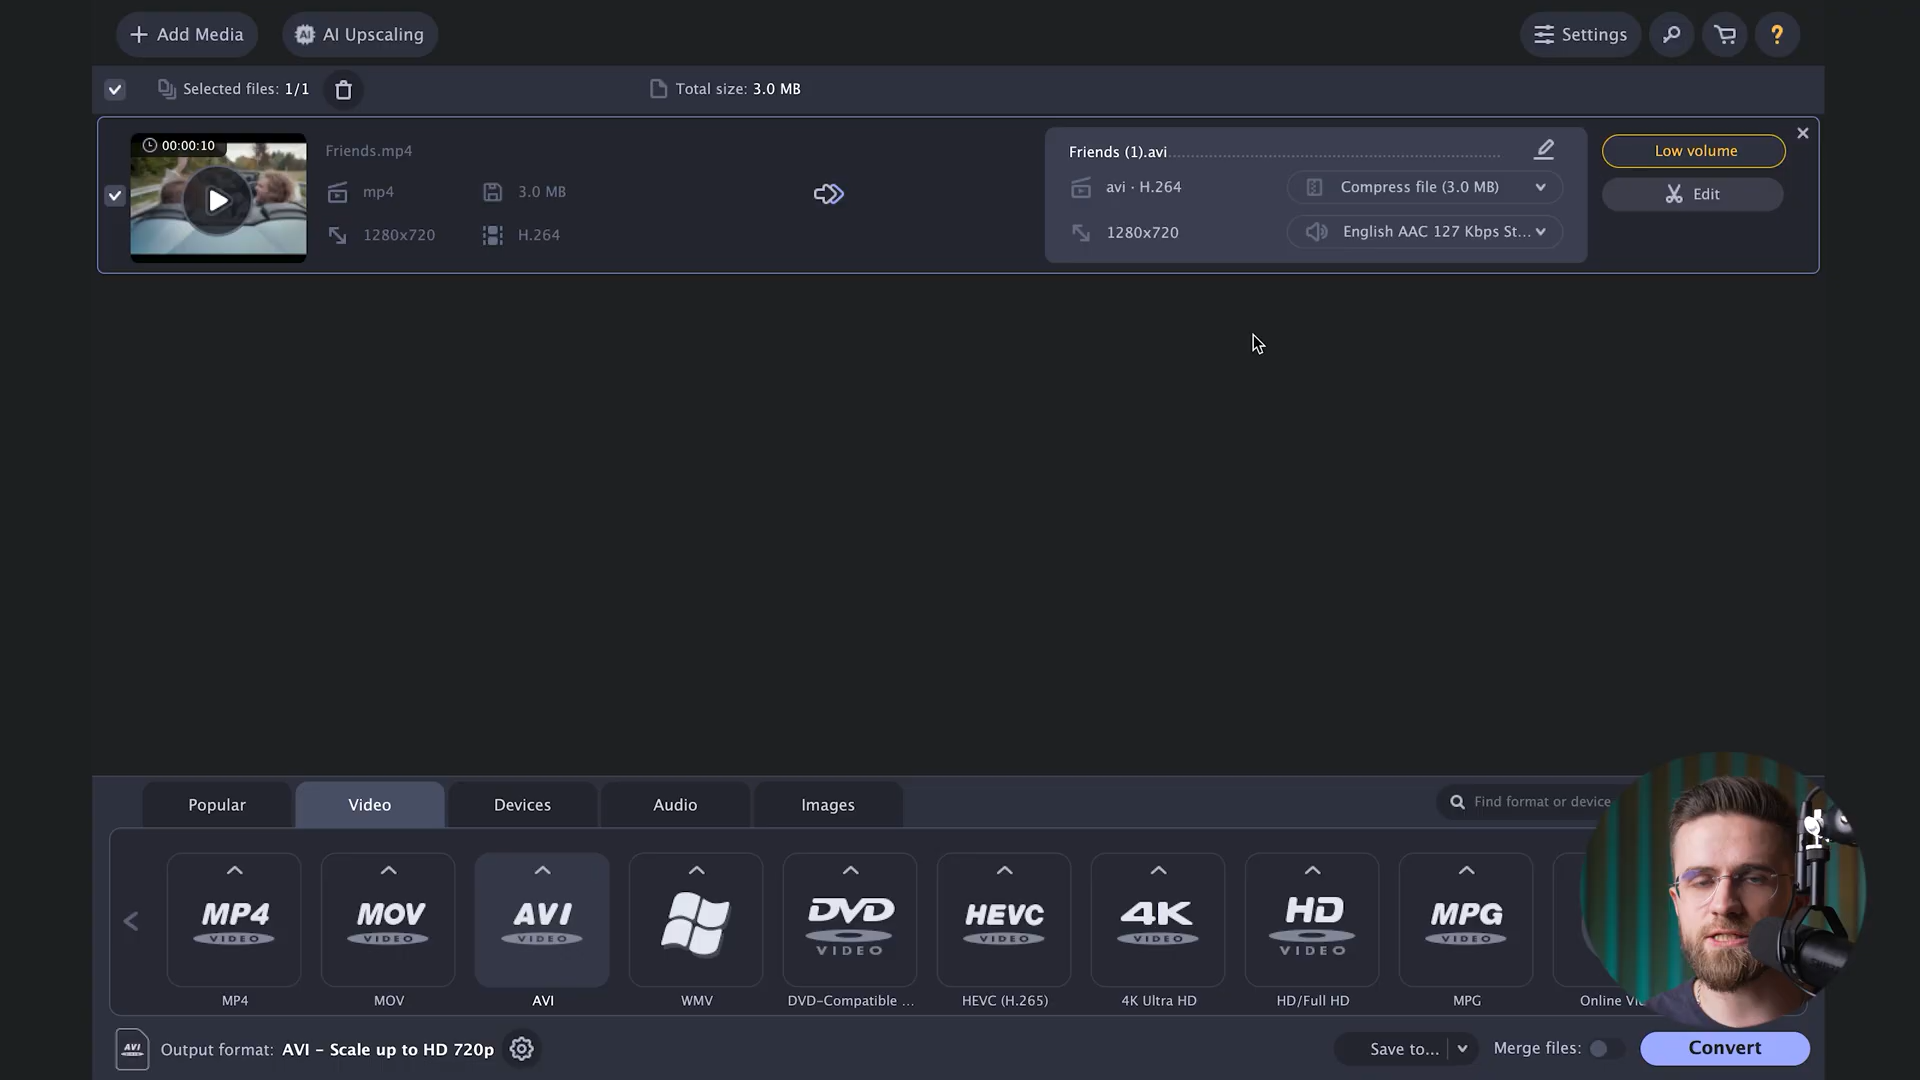 Add Media
AI Upscaling
Settings
?
Selected files: 1/1
Total size: 3.0 MB
00:00:10
Friends.mp4
mp4
3.0 MB
1280x720
H.264
Friends (1).avi
avi · H.264
Compress file (3.0 MB)
1280x720
English AAC 127 Kbps St...
Low volume
Edit
Popular
Video
Devices
Audio
Images
Find format or device
MP4 VIDEO
MOV VIDEO
AVI VIDEO
DVD VIDEO
HEVC VIDEO
4K VIDEO
HD VIDEO
MPG VIDEO
MP4
MOV
AVI
WMV
DVD-Compatible ...
HEVC (H.265)
4K Ultra HD
HD/Full HD
MPG
Online
AVI
Output format: AVI – Scale up to HD 720p
Save to...
Merge files:
Convert